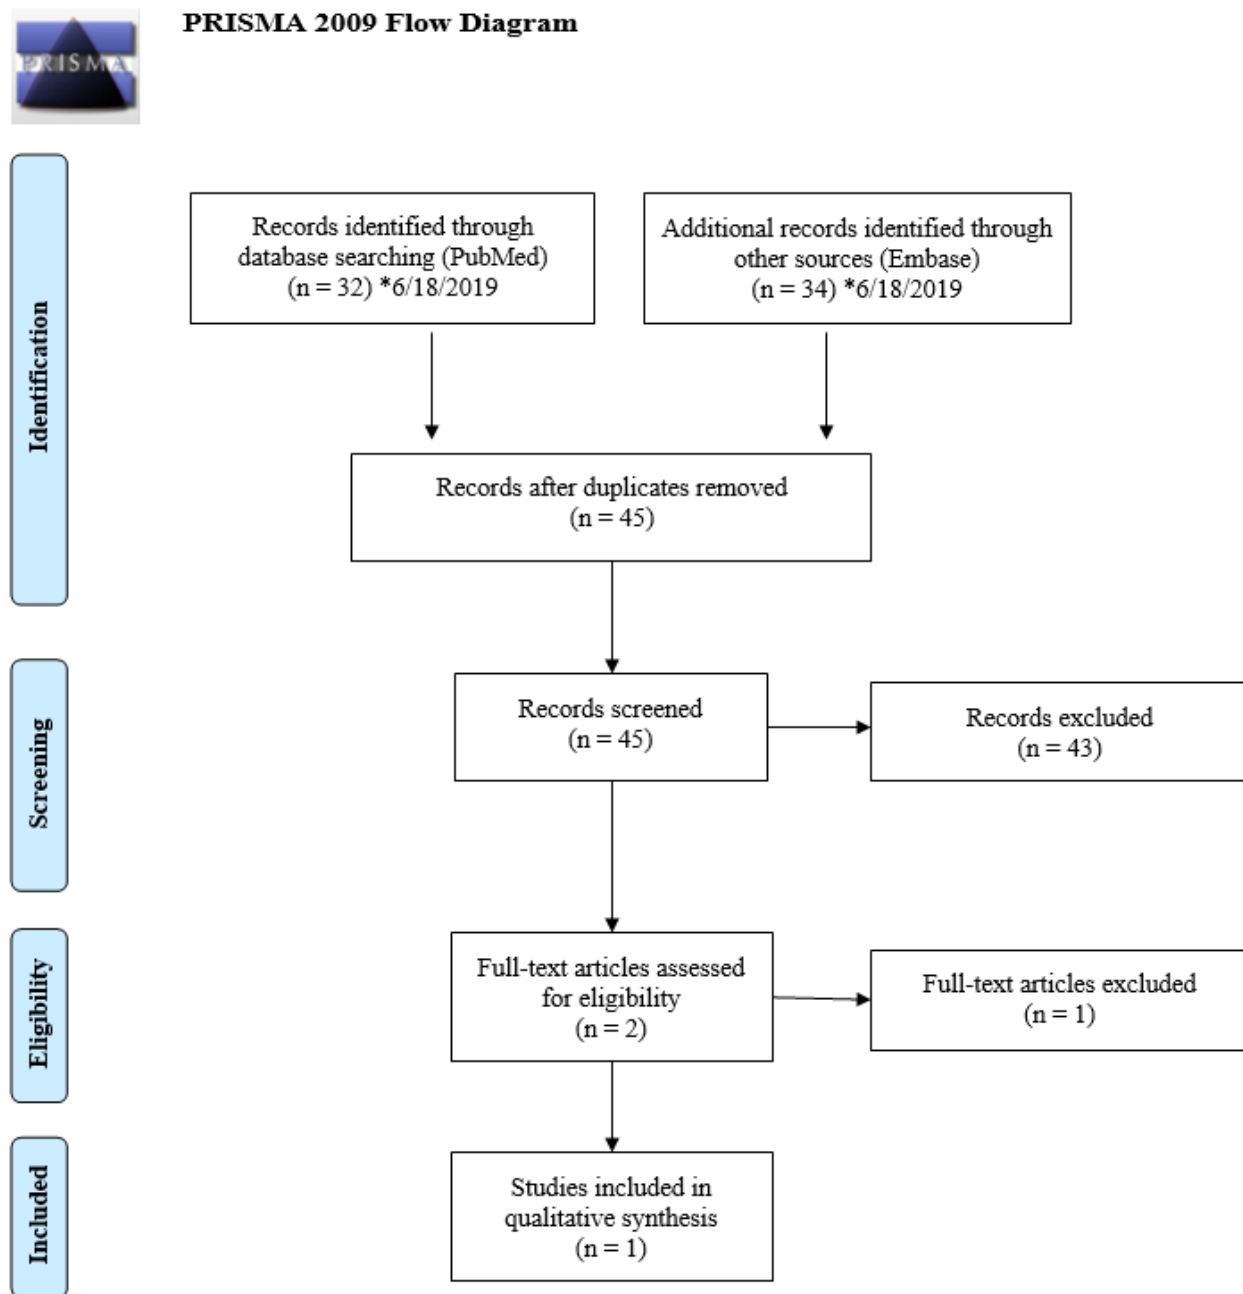 PRISMA 2009 Flow Diagram
PRISMA
Identification
Records identified through
database searching (PubMed)
(n = 32) *6/18/2019
Additional records identified through
other sources (Embase)
(n = 34) *6/18/2019
Records after duplicates removed
(n = 45)
Screening
Records screened
(n = 45)
Records excluded
(n = 43)
Eligibility
Full-text articles assessed
for eligibility
(n = 2)
Full-text articles excluded
(n = 1)
Included
Studies included in
qualitative synthesis
(n = 1)